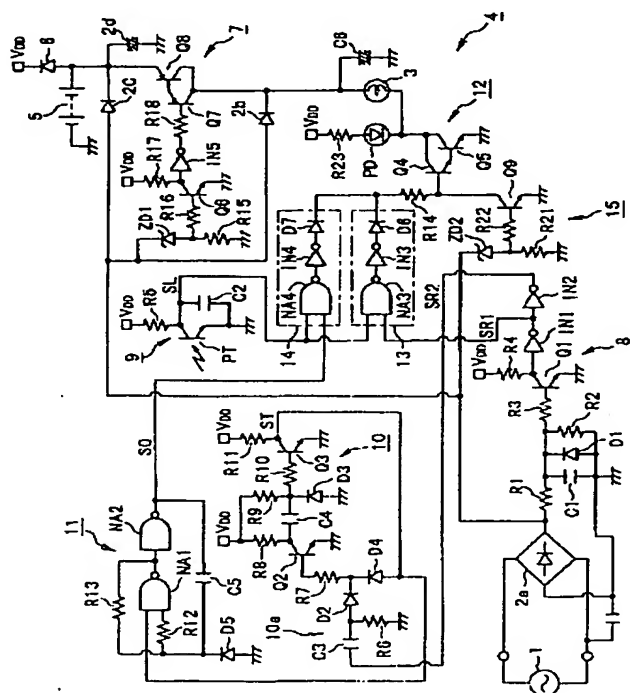 VDD
6
2d
Q8
7
C6
4
5
2C
R18
Q7
2b
3
12
VDD
R17
IN5
VDD
R23
PD
Q4
Q5
ZD1
R16
Q6
R15
D7
D6
R14
Q9
15
VDD
R5
SL
C2
IN4
IN3
ZD2
R22
R21
9
PT
NA4
NA3
SR2
14
13
IN2
SR1
IN1
VDD
R4
Q1
8
SO
VDD
ST
10
R3
R2
11
NA2
R11
R10
Q3
D3
R1
D1
C1
VDD
R9
C4
R13
NA1
C5
R8
Q2
D4
R12
R7
D2
2a
D5
10a
C3
R6
1